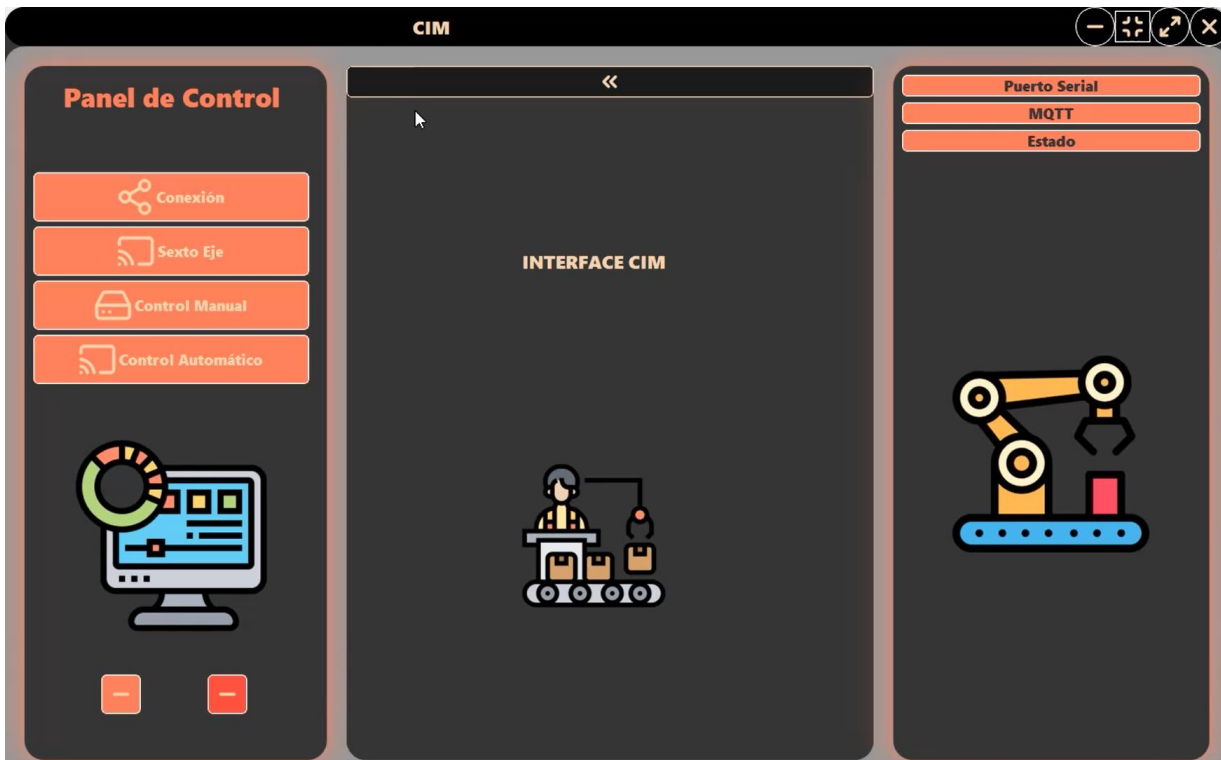 CIM
Panel de Control
Conexión
Sexto Eje
Control Manual
Control Automático
INTERFACE CIM
Puerto Serial
MQTT
Estado